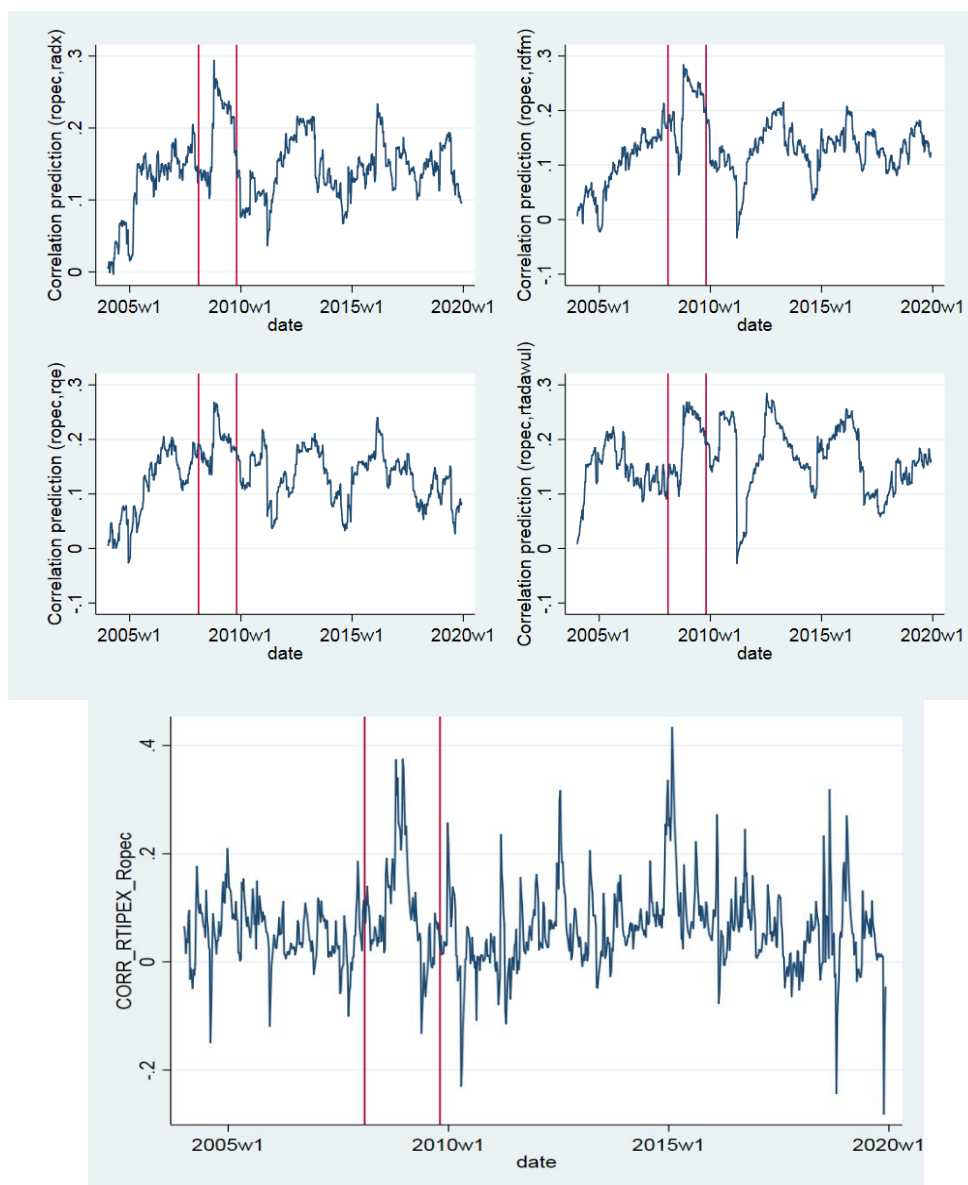 Correlation prediction (ropec,radx)
.3
.2
.1
0
2005w1 2010w1 2015w1 2020w1
date
Correlation prediction (ropec,rdfm)
.3
.2
.1
0
-.1
2005w1 2010w1 2015w1 2020w1
date
Correlation prediction (ropec,rqe)
.3
.2
.1
0
-.1
2005w1 2010w1 2015w1 2020w1
date
Correlation prediction (ropec,rtadawul)
.3
.2
.1
0
-.1
2005w1 2010w1 2015w1 2020w1
date
CORR_RTIPEX_Ropec
.4
.2
0
-.2
2005w1 2010w1 2015w1 2020w1
date